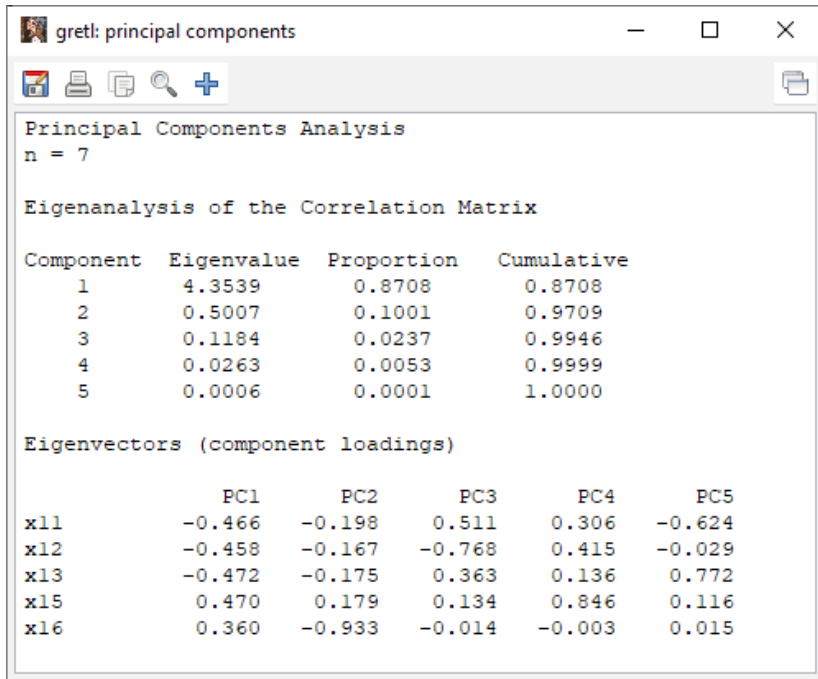 gretl: principal components
Principal Components Analysis
n = 7
Eigenanalysis of the Correlation Matrix
Component Eigenvalue Proportion Cumulative
1 4.3539 0.8708 0.8708
2 0.5007 0.1001 0.9709
3 0.1184 0.0237 0.9946
4 0.0263 0.0053 0.9999
5 0.0006 0.0001 1.0000
Eigenvectors (component loadings)
PC1 PC2 PC3 PC4 PC5
x11 -0.466 -0.198 0.511 0.306 -0.624
x12 -0.458 -0.167 -0.768 0.415 -0.029
x13 -0.472 -0.175 0.363 0.136 0.772
x15 0.470 0.179 0.134 0.846 0.116
x16 0.360 -0.933 -0.014 -0.003 0.015